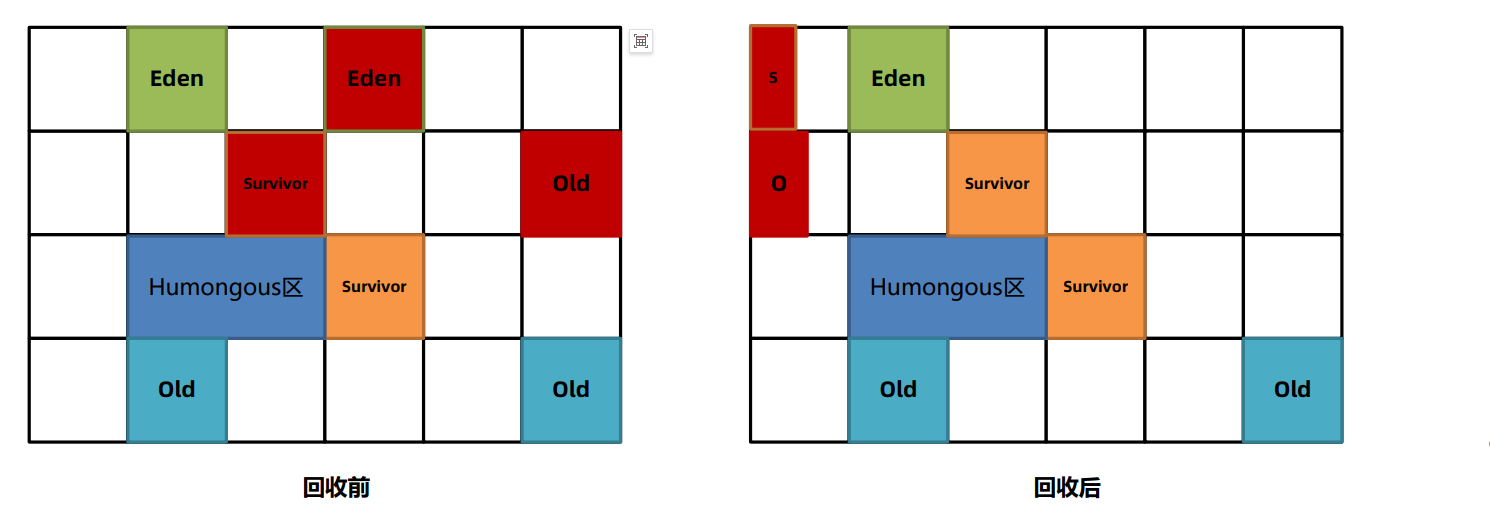 Eden
Eden
Survivor
Old
Humongous区
Survivor
Old
Old
回收前
S
Eden
O
Survivor
Humongous区
Survivor
Old
Old
回收后